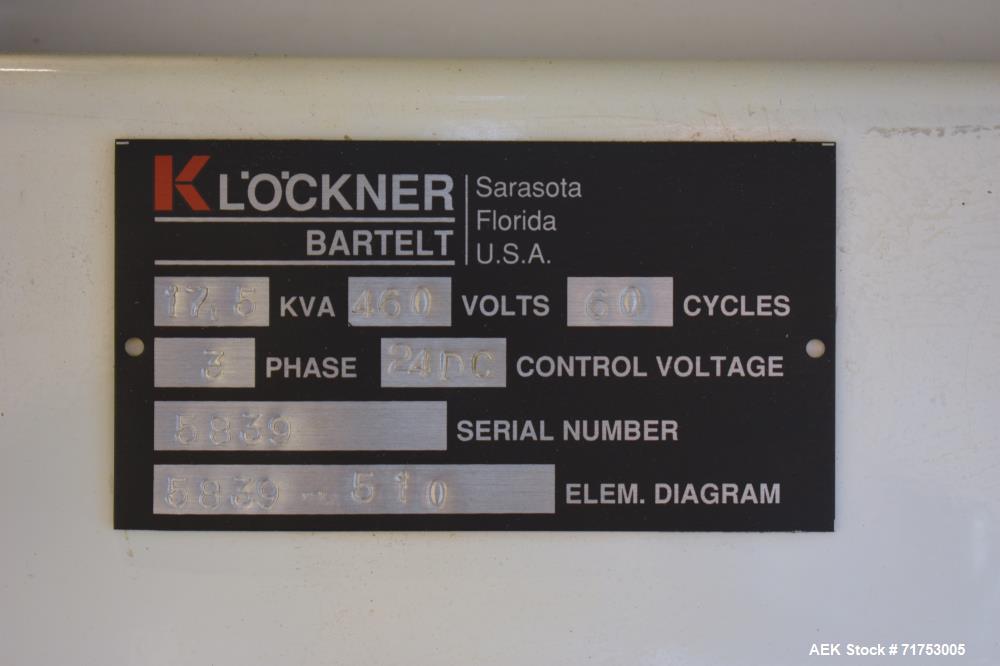 KLÖCKNER
BARTELT
Sarasota
Florida
U.S.A.
17,5 KVA 460 VOLTS 60 CYCLES
3 PHASE 24DC CONTROL VOLTAGE
5839 SERIAL NUMBER
5839 -- 510 ELEM. DIAGRAM
AEK Stock # 71753005